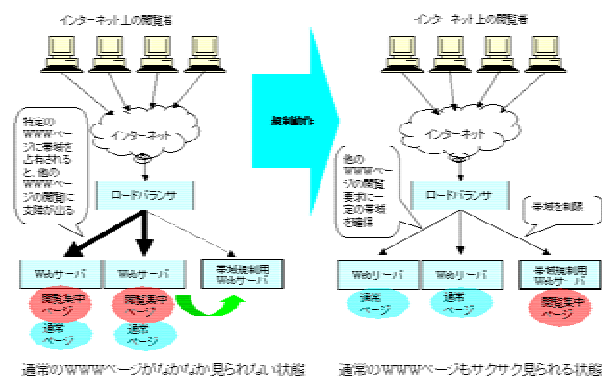 インターネット上の閲覧者
インターネット上の閲覧者
特定の
WWWペー
ジに帯域を
占有される
と、他の
WWWペー
ジの閲覧に
支障が出る
インターネット
規制動作
他の
WWWペー
ジの閲覧
要求に一
定の帯域
を確保
インターネット
ロードバランサ
ロードバランサ
帯域を制限
Webサーバ
Webサーバ
帯域規制用
Webサーバ
Webサーバ
Webサーバ
帯域規制用
Webサーバ
閲覧集中
ページ
閲覧集中
ページ
通常
ページ
通常
ページ
通常
ページ
通常
ページ
閲覧集中
ページ
通常のWWWページがなかなか見られない状態
通常のWWWページもサクサク見られる状態